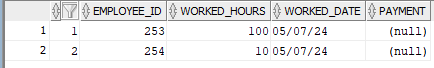 EMPLOYEE_ID WORKED_HOURS WORKED_DATE PAYMENT
1 1 253 100 05/07/24 (null)
2 2 254 10 05/07/24 (null)